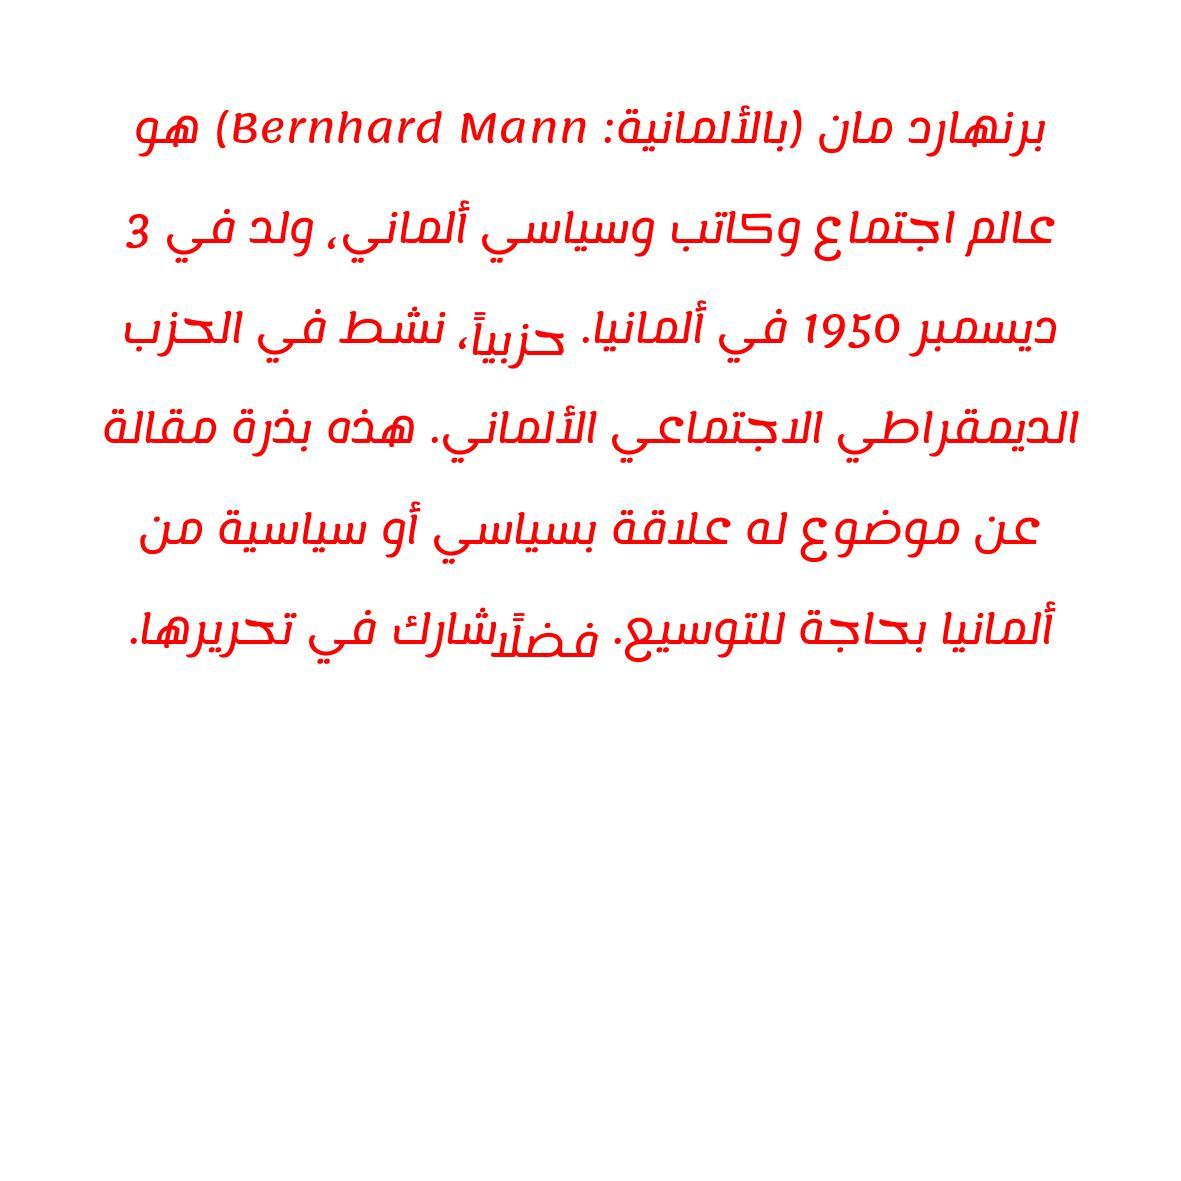 برنهارد مان (بالألمانية: Bernhard Mann) هو
عالم اجتماع وكاتب وسياسي ألماني، ولد في 3
ديسمبر 1950 في ألمانيا. حزبياً، نشط في الحزب
الديمقراطي الاجتماعي الألماني. هذه بذرة مقالة
عن موضوع له علاقة بسياسي أو سياسية من
ألمانيا بحاجة للتوسيع. فضلًاشارك في تحريرها.